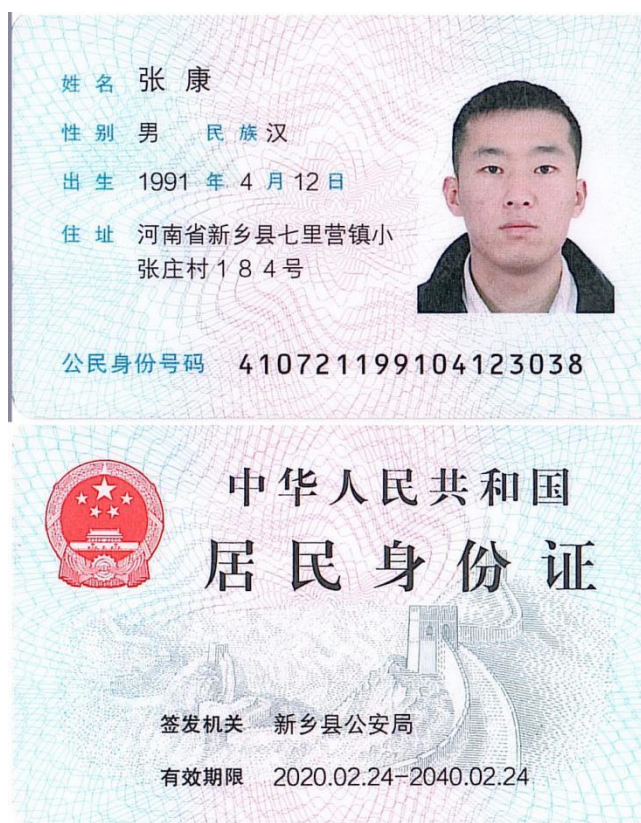 姓名 张康
性别 男 民族 汉
出生 1991 年 4 月 12 日
住址 河南省新乡县七里营镇小
张庄村184号
公民身份号码 410721199104123038
中华人民共和国
居民身份证
签发机关 新乡县公安局
有效期限 2020.02.24-2040.02.24